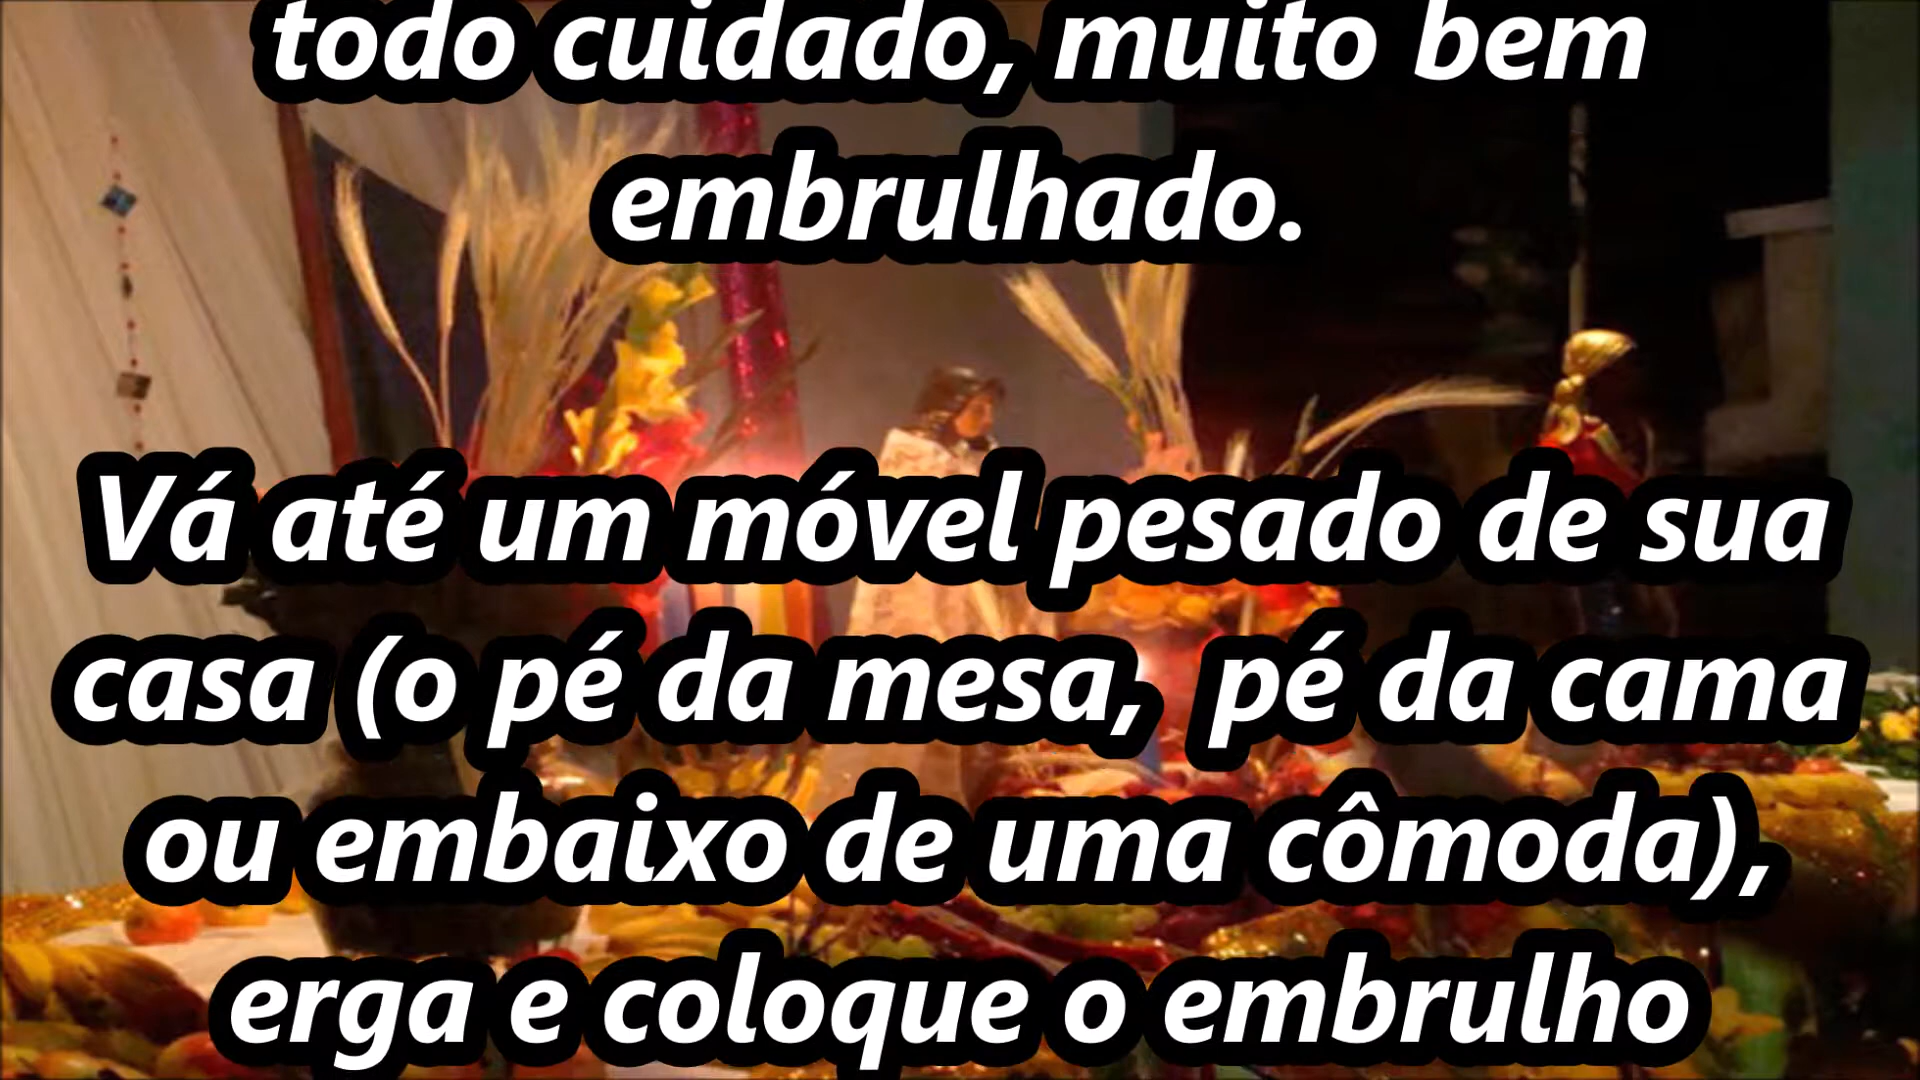 todo cuidado, muito bem
embrulhado.
Vá até um móvel pesado de sua
casa (o pé da mesa, pé da cama
ou embaixo de uma cômoda),
erga e coloque o embrulho